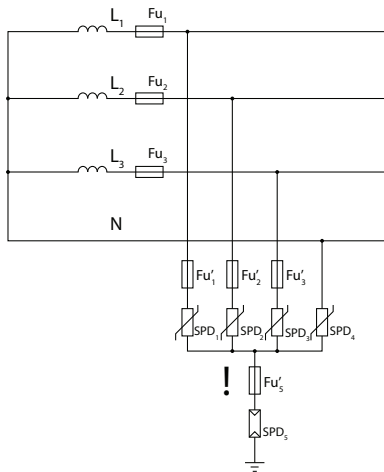 L₁ Fu₁
L₂ Fu₂
L₃ Fu₃
N
Fu'₁ Fu'₂ Fu'₃
SPD₁ SPD₂ SPD₃ SPD₄
! Fu'₅
SPD₅